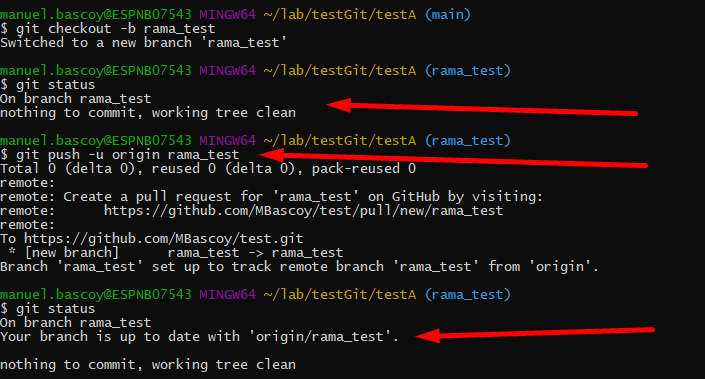 manuel.bascoy@ESPNB07543 MINGW64 ~/lab/testGit/testA (main)
$ git checkout -b rama_test
Switched to a new branch 'rama_test'
manuel.bascoy@ESPNB07543 MINGW64 ~/lab/testGit/testA (rama_test)
$ git status
On branch rama_test
nothing to commit, working tree clean
manuel.bascoy@ESPNB07543 MINGW64 ~/lab/testGit/testA (rama_test)
$ git push -u origin rama_test
Total 0 (delta 0), reused 0 (delta 0), pack-reused 0
remote:
remote: Create a pull request for 'rama_test' on GitHub by visiting:
remote:      https://github.com/MBascoy/test/pull/new/rama_test
remote:
To https://github.com/MBascoy/test.git
 * [new branch]      rama_test -> rama_test
Branch 'rama_test' set up to track remote branch 'rama_test' from 'origin'.
manuel.bascoy@ESPNB07543 MINGW64 ~/lab/testGit/testA (rama_test)
$ git status
On branch rama_test
Your branch is up to date with 'origin/rama_test'.
nothing to commit, working tree clean